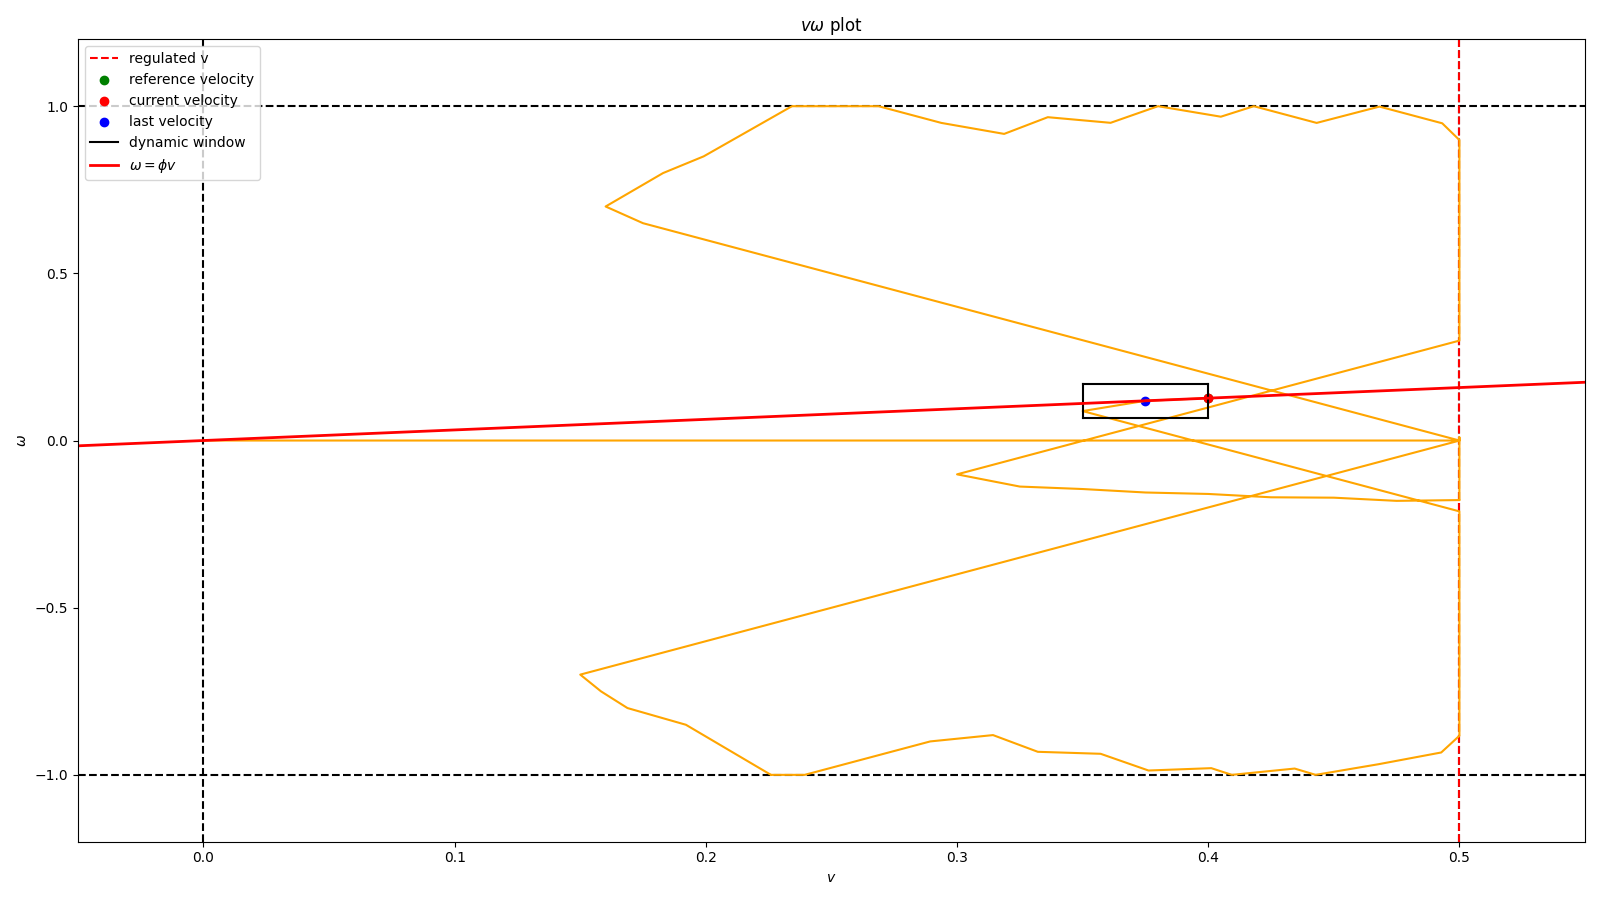 vω plot
regulated v
reference velocity
current velocity
last velocity
dynamic window
ω = ϕv
1.0
0.5
0.0
−0.5
−1.0
ω
0.0 0.1 0.2 0.3 0.4 0.5
v